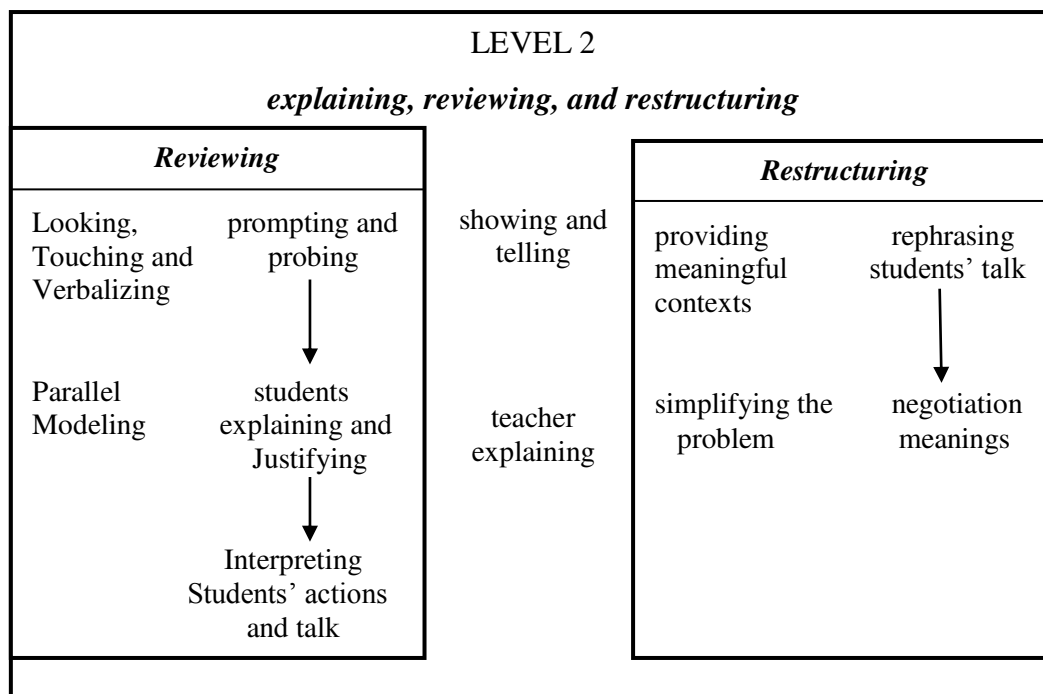 LEVEL 2
explaining, reviewing, and restructuring
Reviewing
Looking,
Touching and
Verbalizing
prompting and
probing
Parallel
Modeling
students
explaining and
Justifying
Interpreting
Students’ actions
and talk
showing and
telling
teacher
explaining
Restructuring
providing
meaningful
contexts
rephrasing
students’ talk
simplifying the
problem
negotiation
meanings